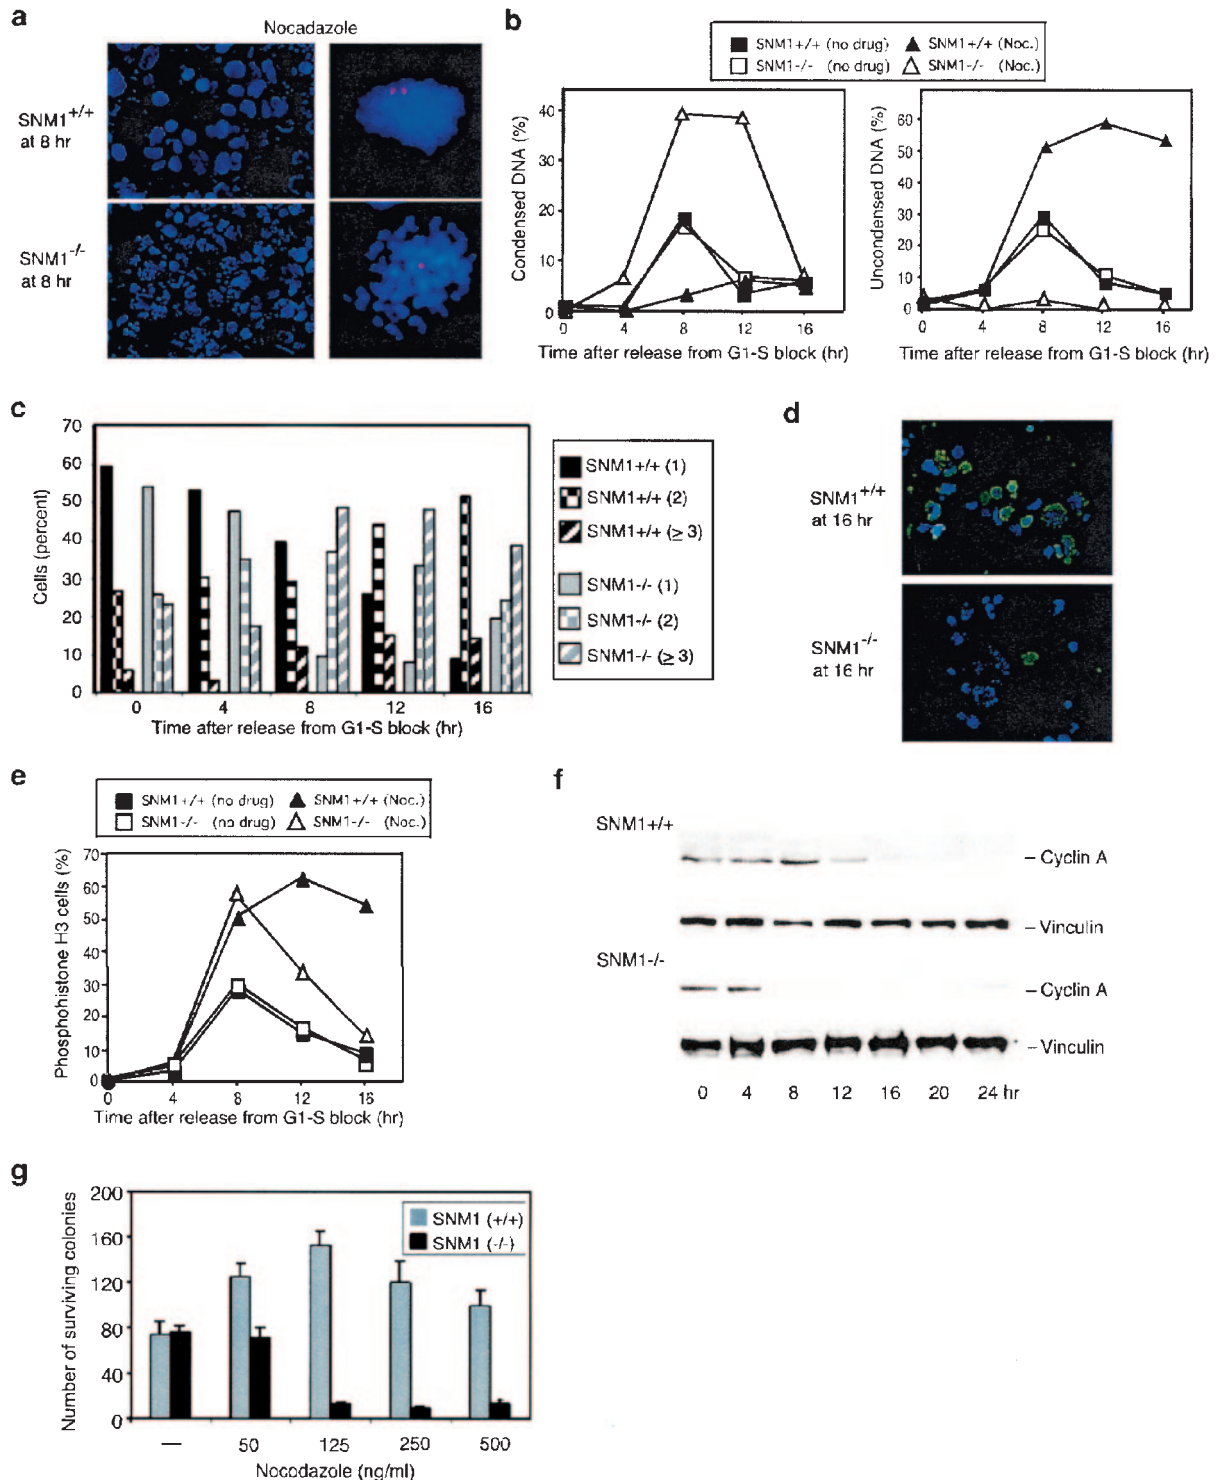 a
Nocadazole
SNM1+/+
at 8 hr
SNM1-/-
at 8 hr
b
SNM1+/+ (no drug)
SNM1+/+ (Noc.)
SNM1-/- (no drug)
SNM1-/- (Noc.)
Condensed DNA (%)
40
30
20
10
0
0 4 8 12 16
Time after release from G1-S block (hr)
Uncondensed DNA (%)
60
50
40
30
20
10
0
0 4 8 12 16
Time after release from G1-S block (hr)
c
Cells (percent)
70
60
50
40
30
20
10
0
0 4 8 12 16
Time after release from G1-S block (hr)
SNM1+/+ (1)
SNM1+/+ (2)
SNM1+/+ (≥ 3)
SNM1-/- (1)
SNM1-/- (2)
SNM1-/- (≥ 3)
d
SNM1+/+
at 16 hr
SNM1-/-
at 16 hr
e
SNM1+/+ (no drug)
SNM1+/+ (Noc.)
SNM1-/- (no drug)
SNM1-/- (Noc.)
Phosphohistone H3 cells (%)
70
60
50
40
30
20
10
0
0 4 8 12 16
Time after release from G1-S block (hr)
f
SNM1+/+
– Cyclin A
– Vinculin
SNM1-/-
– Cyclin A
– Vinculin
0 4 8 12 16 20 24 hr
g
Number of surviving colonies
200
160
120
80
40
0
SNM1 (+/+)
SNM1 (-/-)
— 50 125 250 500
Nocodazole (ng/ml)